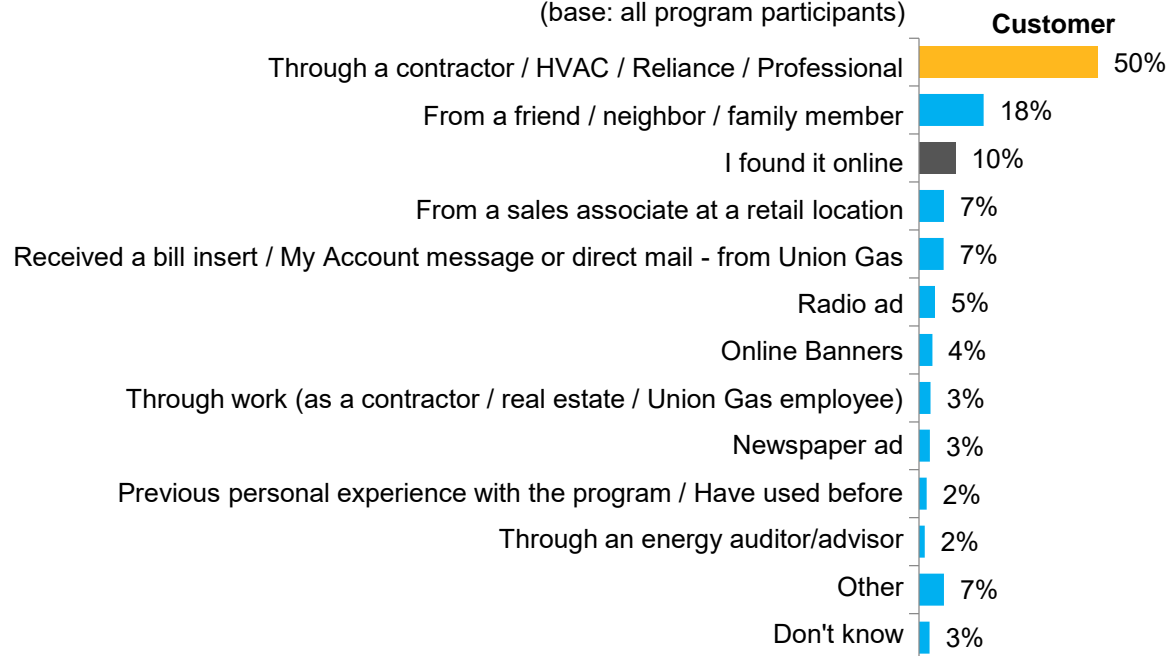 (base: all program participants)
Customer
Through a contractor / HVAC / Reliance / Professional 50%
From a friend / neighbor / family member 18%
I found it online 10%
From a sales associate at a retail location 7%
Received a bill insert / My Account message or direct mail - from Union Gas 7%
Radio ad 5%
Online Banners 4%
Through work (as a contractor / real estate / Union Gas employee) 3%
Newspaper ad 3%
Previous personal experience with the program / Have used before 2%
Through an energy auditor/advisor 2%
Other 7%
Don't know 3%